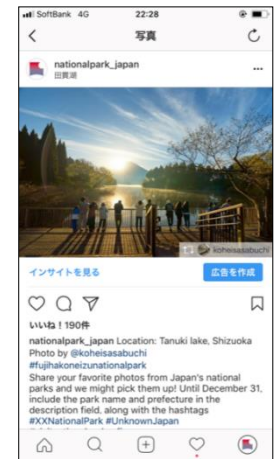 SoftBank 4G 22:28
写真
nationalpark_japan
田貫湖
koheisasabuchi
インサイトを見る 広告を作成
いいね！190件
nationalpark_japan Location: Tanuki lake, Shizuoka
Photo by @koheisasabuchi
#fujihakoneizunationalpark
Share your favorite photos from Japan's national
parks and we might pick them up! Until December 31,
include the park name and prefecture in the
description field, along with the hashtags
#XXNationalPark #UnknownJapan